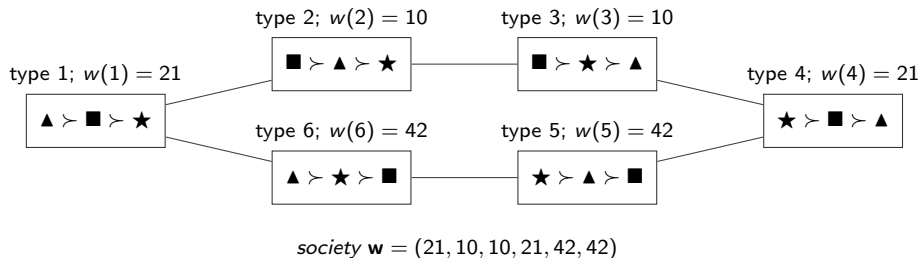 type 2; w(2) = 10
type 3; w(3) = 10
type 1; w(1) = 21
■ ≻ ▲ ≻ ★
■ ≻ ★ ≻ ▲
type 4; w(4) = 21
▲ ≻ ■ ≻ ★
type 6; w(6) = 42
type 5; w(5) = 42
★ ≻ ■ ≻ ▲
▲ ≻ ★ ≻ ■
★ ≻ ▲ ≻ ■
society w = (21, 10, 10, 21, 42, 42)